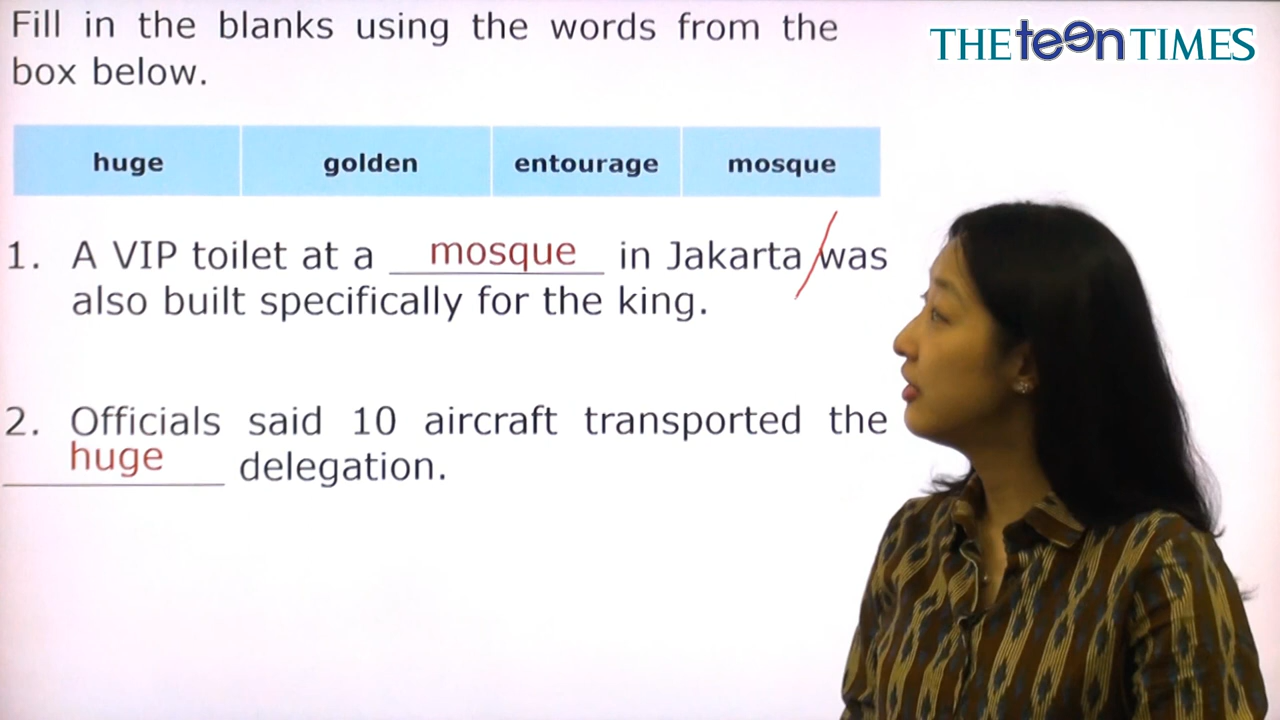 Fill in the blanks using the words from the
THE teen TIMES
box below.
huge golden entourage mosque
1. A VIP toilet at a mosque in Jakarta was
also built specifically for the king.
2. Officials said 10 aircraft transported the
huge delegation.